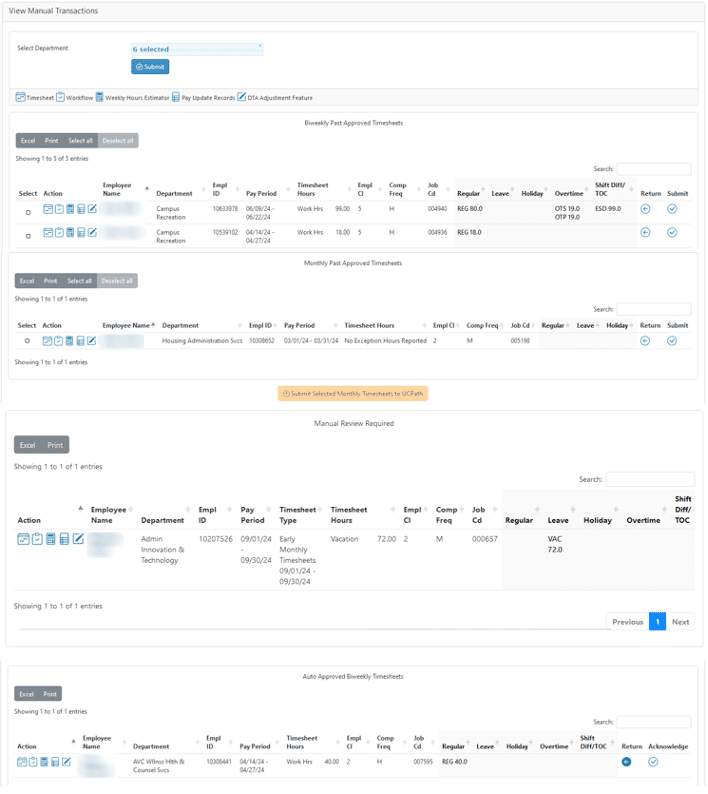 View Manual Transactions
Select Department
6 selected
Submit
Timesheet Workflow Weekly Hours Estimator Pay Update Records DTA Adjustment Feature
Biweekly Past Approved Timesheets
Excel Print Select all Deselect all
Showing 1 to 5 of 5 entries
Search:
Select Action Employee Name Department Empl ID Pay Period Timesheet Hours Empl Cl Comp Freq Job Cd Regular Leave Holiday Overtime Shift Diff/ TOC Return Submit
Campus Recreation 10633978 06/09/24 - 06/22/24 Work Hrs 99.00 5 H 004940 REG 80.0 OTS 19.0 OTP 19.0 ESD 99.0
Campus Recreation 10539102 04/14/24 - 04/27/24 Work Hrs 18.00 5 H 004936 REG 18.0
Monthly Past Approved Timesheets
Excel Print Select all Deselect all
Showing 1 to 1 of 1 entries
Search:
Select Action Employee Name Department Empl ID Pay Period Timesheet Hours Empl Cl Comp Freq Job Cd Regular Leave Holiday Return Submit
Housing Administration Svcs 10308652 03/01/24 - 03/31/24 No Exception Hours Reported 2 M 005198
Showing 1 to 1 of 1 entries
Submit Selected Monthly Timesheets to UCPath
Manual Review Required
Excel Print
Showing 1 to 1 of 1 entries
Search:
Action Employee Name Department Empl ID Pay Period Timesheet Type Timesheet Hours Empl Cl Comp Freq Job Cd Regular Leave Holiday Overtime Shift Diff/ TOC
Admin Innovation & Technology 10207526 09/01/24 - 09/30/24 Early Monthly Timesheets 09/01/24 - 09/30/24 Vacation 72.00 2 M 000657 VAC 72.0
Showing 1 to 1 of 1 entries
Previous 1 Next
Auto Approved Biweekly Timesheets
Excel Print
Showing 1 to 1 of 1 entries
Search:
Action Employee Name Department Empl ID Pay Period Timesheet Hours Empl Cl Comp Freq Job Cd Regular Leave Holiday Overtime Shift Diff/TOC Return Acknowledge
AVC Wllnss Hlth & Counsel Svcs 10308441 04/14/24 - 04/27/24 Work Hrs 40.00 2 H 007595 REG 40.0